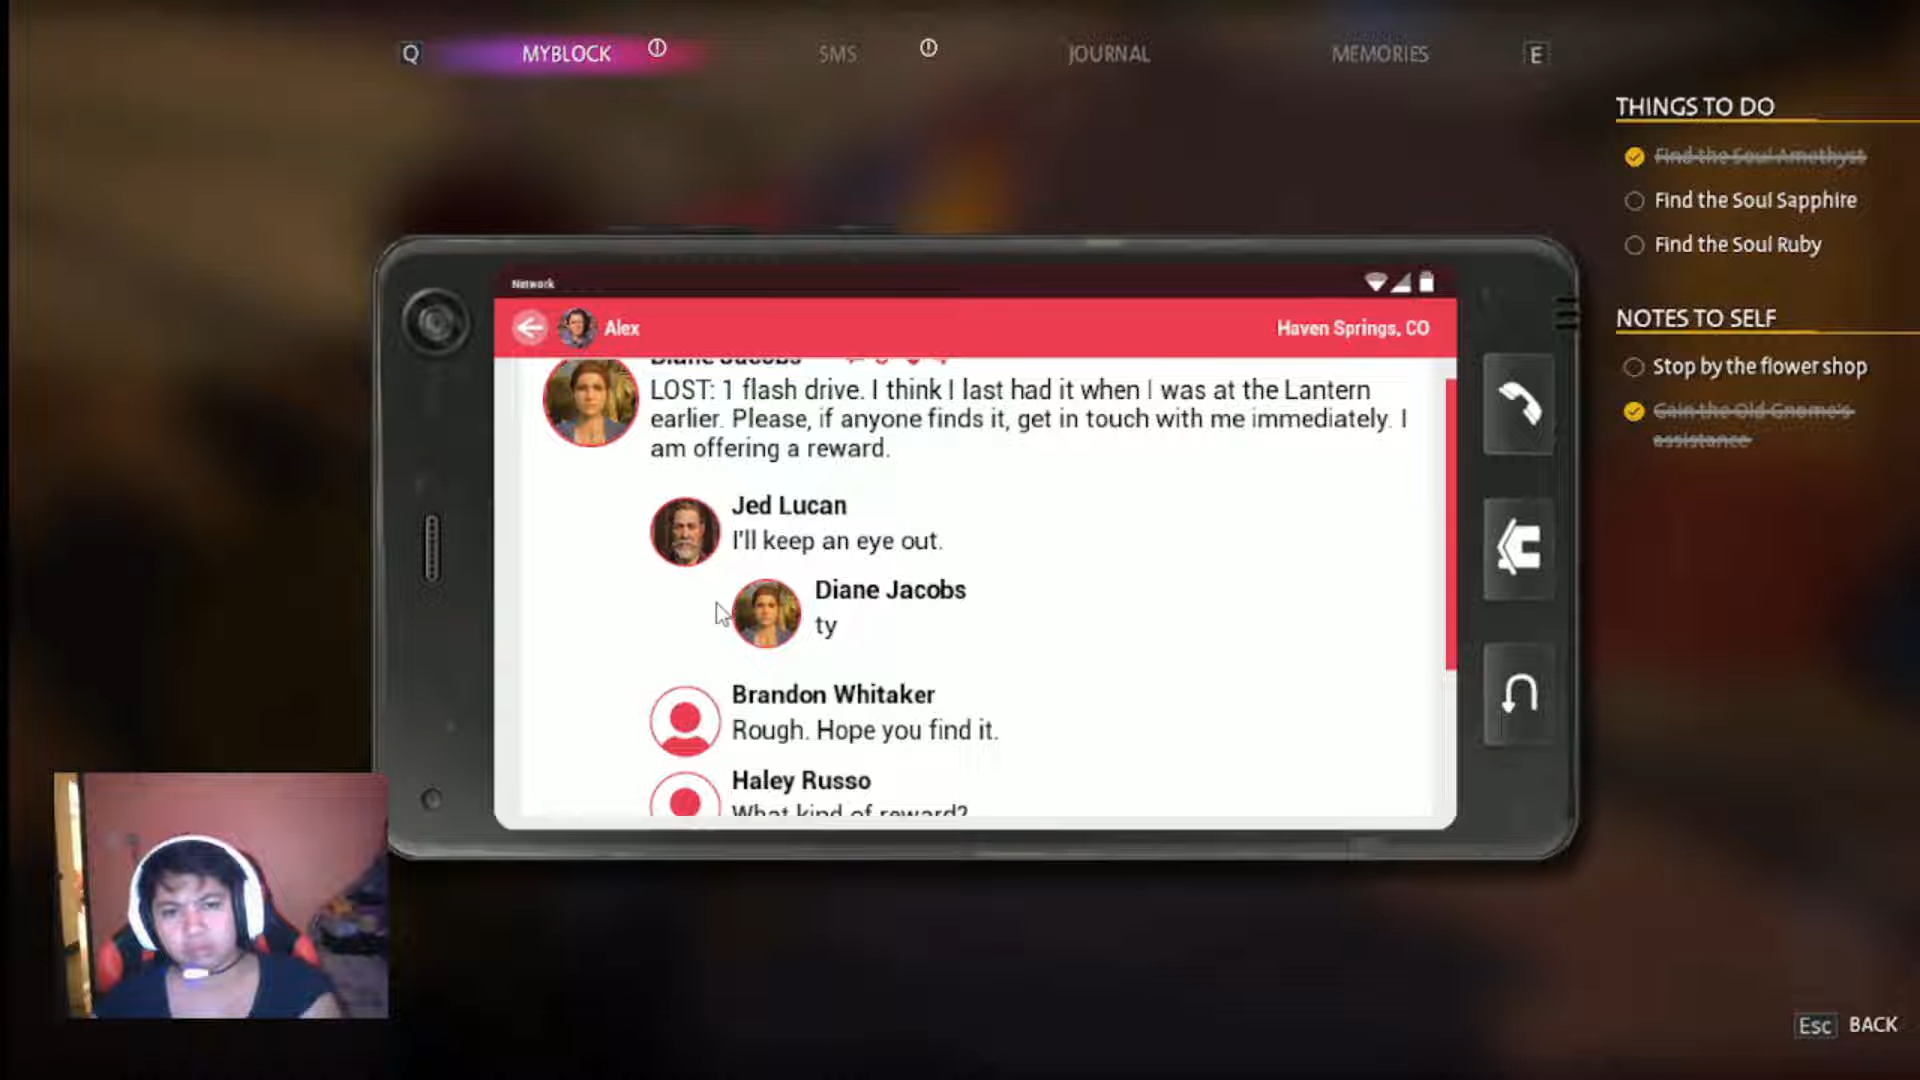 Q
MYBLOCK
SMS
JOURNAL
MEMORIES
E
THINGS TO DO
Find the Soul Amethyst
Find the Soul Sapphire
Find the Soul Ruby
NOTES TO SELF
Stop by the flower shop
Gain the Old Gnome's
assistance
Network
Alex
Haven Springs, CO
Diane Jacobs
LOST: 1 flash drive. I think I last had it when I was at the Lantern
earlier. Please, if anyone finds it, get in touch with me immediately. I
am offering a reward.
Jed Lucan
I'll keep an eye out.
Diane Jacobs
ty
Brandon Whitaker
Rough. Hope you find it.
Haley Russo
What kind of reward?
Esc BACK